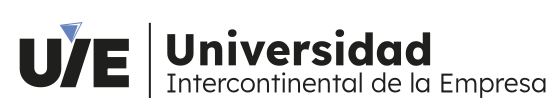 UIE
Universidad
Intercontinental de la Empresa